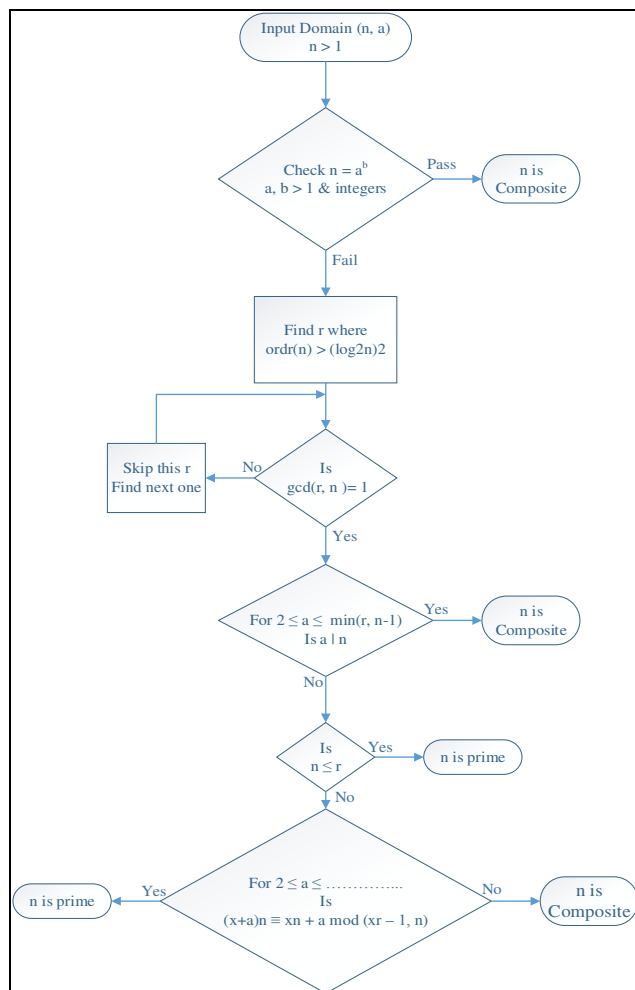 Input Domain (n, a)
n > 1
Check n = a^b
a, b > 1 & integers
Pass
n is
Composite
Fail
Find r where
ordr(n) > (log2n)2
Skip this r
Find next one
No
Is
gcd(r, n )= 1
Yes
For 2 ≤ a ≤ min(r, n-1)
Is a | n
Yes
n is
Composite
No
Is
n ≤ r
Yes
n is prime
No
For 2 ≤ a ≤ …………...
Is
(x+a)n ≡ xn + a mod (xr – 1, n)
Yes
n is prime
No
n is
Composite